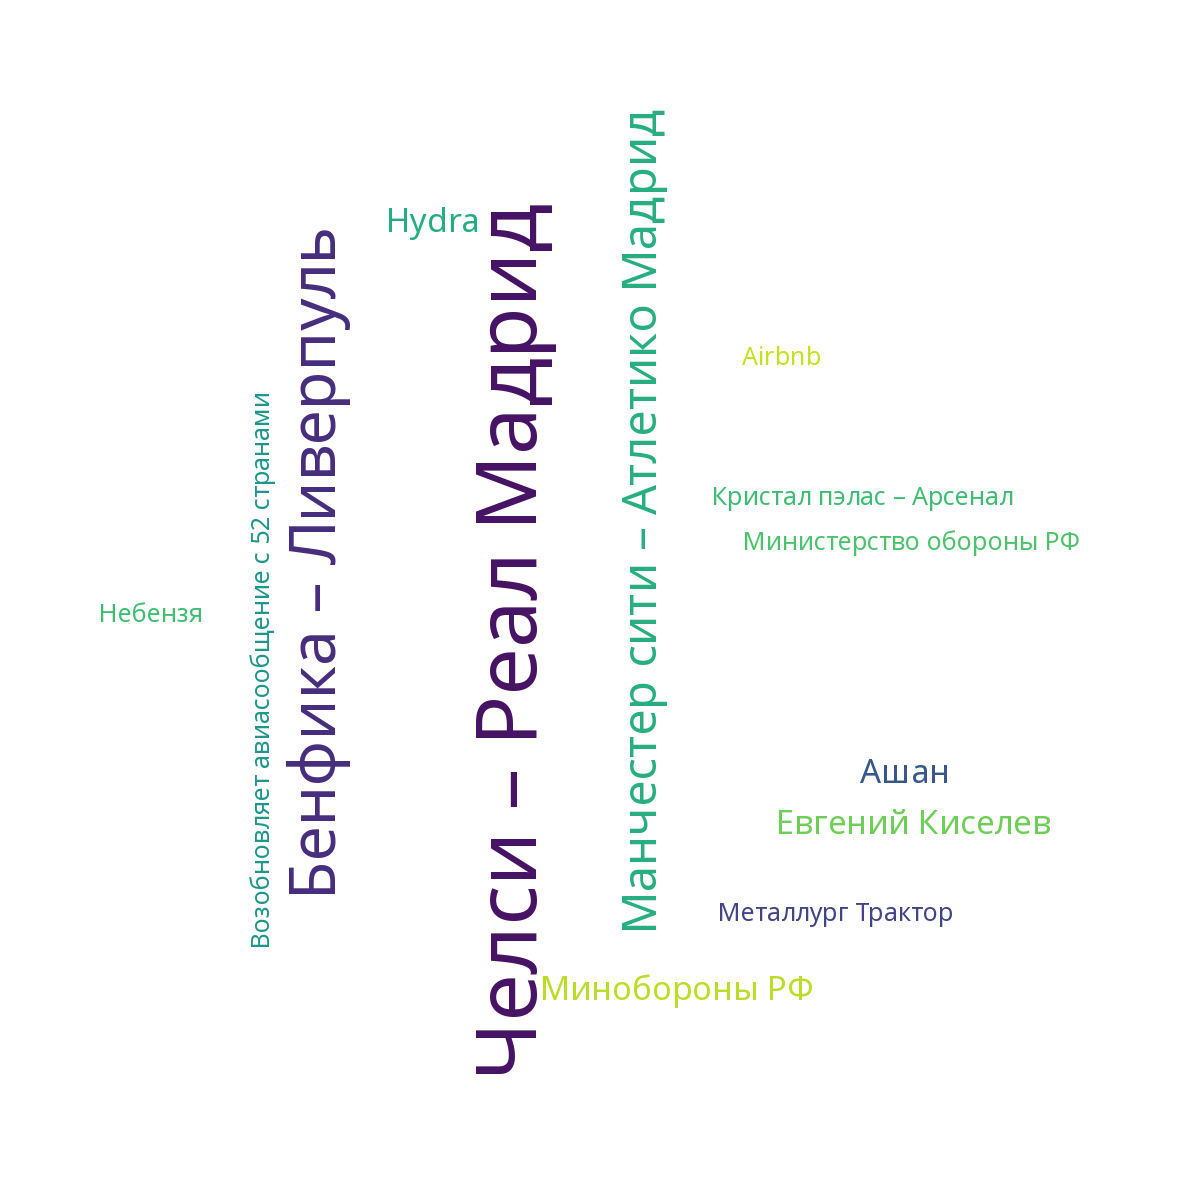 Манчестер сити – Атлетико Мадрид
Hydra
Челси – Реал Мадрид
Бенфика – Ливерпуль
Airbnb
Возобновляет авиасообщение с 52 странами
Кристал пэлас – Арсенал
Министерство обороны РФ
Небензя
Ашан
Евгений Киселев
Металлург Трактор
Минобороны РФ